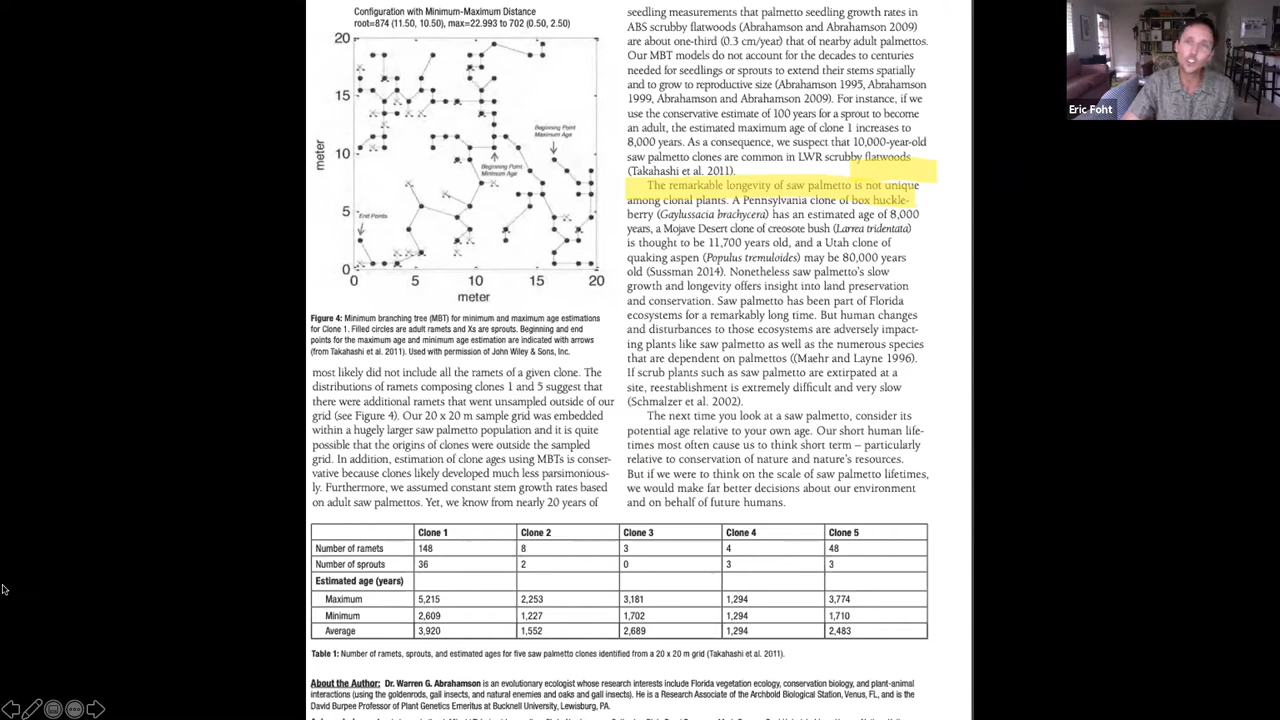 Configuration with Minimum-Maximum Distance
root=874 (11.50, 10.50), max=22.993 to 702 (0.50, 2.50)
20
15
10
5
0
meter
0
5
10
15
20
meter
Beginning Point
Maximum Age
Beginning Point
Minimum Age
End Points
Figure 4: Minimum branching tree (MBT) for minimum and maximum age estimations
for Clone 1. Filled circles are adult ramets and Xs are sprouts. Beginning and end
points for the maximum age and minimum age estimation are indicated with arrows
(from Takahashi et al. 2011). Used with permission of John Wiley & Sons, Inc.
most likely did not include all the ramets of a given clone. The
distributions of ramets composing clones 1 and 5 suggest that
there were additional ramets that went unsampled outside of our
grid (see Figure 4). Our 20 x 20 m sample grid was embedded
within a hugely larger saw palmetto population and it is quite
possible that the origins of clones were outside the sampled
grid. In addition, estimation of clone ages using MBTs is conser-
vative because clones likely developed much less parsimonious-
ly. Furthermore, we assumed constant stem growth rates based
on adult saw palmettos. Yet, we know from nearly 20 years of
seedling measurements that palmetto seedling growth rates in
ABS scrubby flatwoods (Abrahamson and Abrahamson 2009)
are about one-third (0.3 cm/year) that of nearby adult palmettos.
Our MBT models do not account for the decades to centuries
needed for seedlings or sprouts to extend their stems spatially
and to grow to reproductive size (Abrahamson 1995, Abrahamson
1999, Abrahamson and Abrahamson 2009). For instance, if we
use the conservative estimate of 100 years for a sprout to become
an adult, the estimated maximum age of clone 1 increases to
8,000 years. As a consequence, we suspect that 10,000-year-old
saw palmetto clones are common in LWR scrubby flatwoods
(Takahashi et al. 2011).
The remarkable longevity of saw palmetto is not unique
among clonal plants. A Pennsylvania clone of box huckle-
berry (Gaylussacia brachycera) has an estimated age of 8,000
years, a Mojave Desert clone of creosote bush (Larrea tridentata)
is thought to be 11,700 years old, and a Utah clone of
quaking aspen (Populus tremuloides) may be 80,000 years
old (Sussman 2014). Nonetheless saw palmetto's slow
growth and longevity offers insight into land preservation
and conservation. Saw palmetto has been part of Florida
ecosystems for a remarkably long time. But human changes
and disturbances to those ecosystems are adversely impact-
ing plants like saw palmetto as well as the numerous species
that are dependent on palmettos ((Maehr and Layne 1996).
If scrub plants such as saw palmetto are extirpated at a
site, reestablishment is extremely difficult and very slow
(Schmalzer et al. 2002).
The next time you look at a saw palmetto, consider its
potential age relative to your own age. Our short human life-
times most often cause us to think short term – particularly
relative to conservation of nature and nature's resources.
But if we were to think on the scale of saw palmetto lifetimes,
we would make far better decisions about our environment
and on behalf of future humans.
Clone 1 Clone 2 Clone 3 Clone 4 Clone 5
Number of ramets 148 8 3 4 48
Number of sprouts 36 2 0 3 3
Estimated age (years)
Maximum 5,215 2,253 3,181 1,294 3,774
Minimum 2,609 1,227 1,702 1,294 1,710
Average 3,920 1,552 2,689 1,294 2,483
Table 1: Number of ramets, sprouts, and estimated ages for five saw palmetto clones identified from a 20 x 20 m grid (Takahashi et al. 2011).
About the Author: Dr. Warren G. Abrahamson is an evolutionary ecologist whose research interests include Florida vegetation ecology, conservation biology, and plant-animal
interactions (using the goldenrods, gall insects, and natural enemies and oaks and gall insects). He is a Research Associate of the Archbold Biological Station, Venus, FL, and is the
David Burpee Professor of Plant Genetics Emeritus at Bucknell University, Lewisburg, PA.
Eric Foht